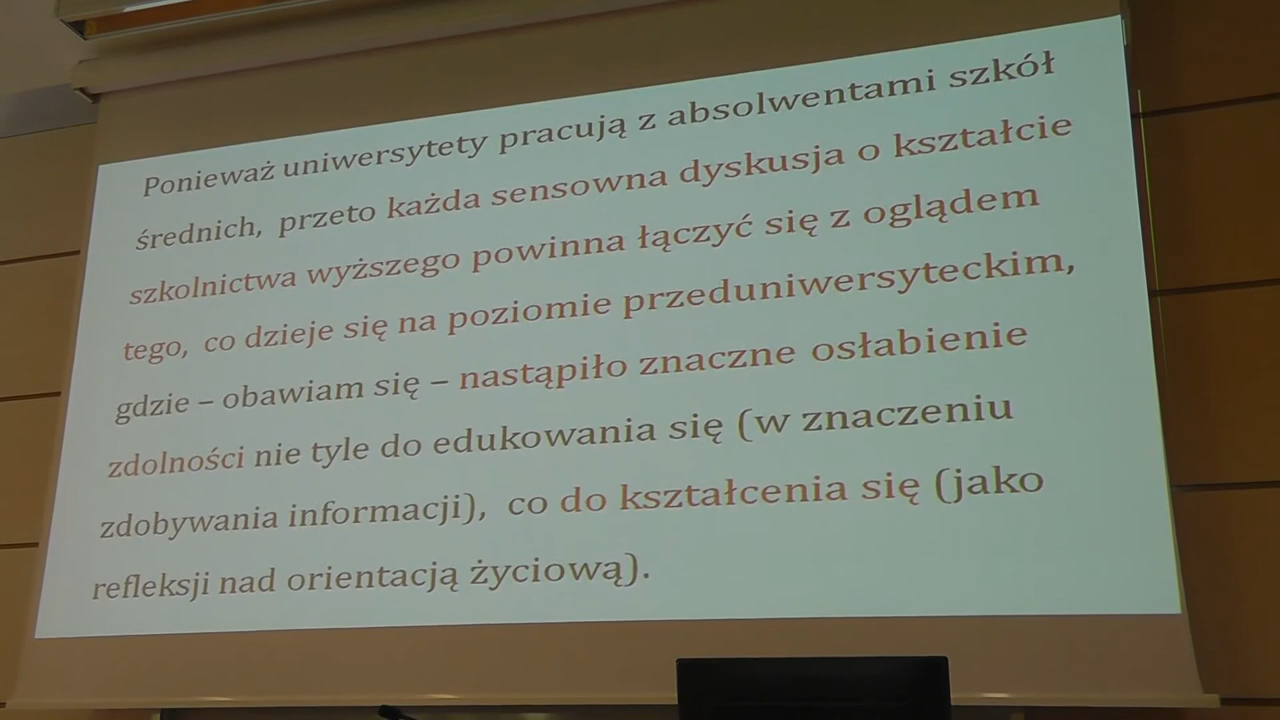 Ponieważ uniwersytety pracują z absolwentami szkół
średnich, przeto każda sensowna dyskusja o kształcie
szkolnictwa wyższego powinna łączyć się z oglądem
tego, co dzieje się na poziomie przeduniwersyteckim,
gdzie – obawiam się – nastąpiło znaczne osłabienie
zdolności nie tyle do edukowania się (w znaczeniu
zdobywania informacji), co do kształcenia się (jako
refleksji nad orientacją życiową).